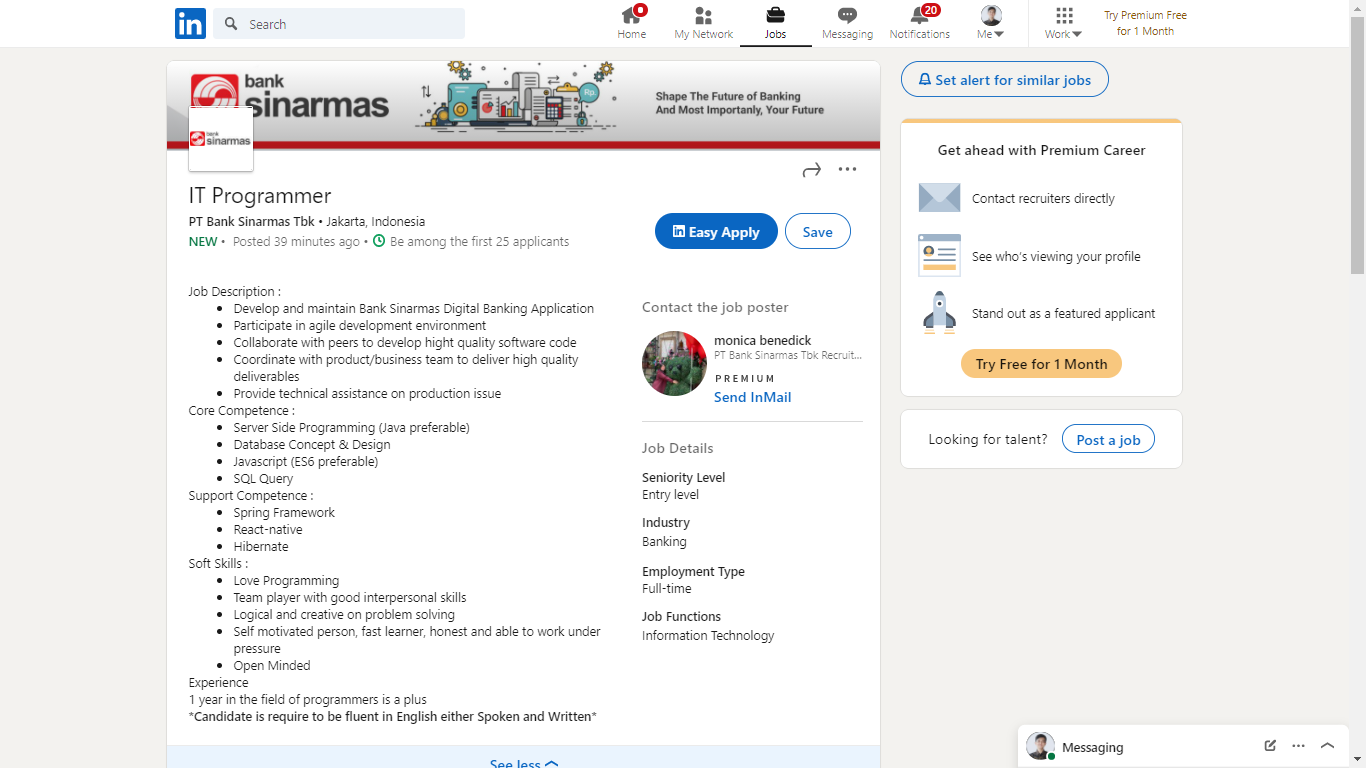 in
Search
Home
My Network
Jobs
Messaging
20
Notifications
Me
Work
Try Premium Free
for 1 Month
bank
sinarmas
Rp.
Shape The Future of Banking
And Most Importanly, Your Future
bank
sinarmas
IT Programmer
PT Bank Sinarmas Tbk • Jakarta, Indonesia
NEW • Posted 39 minutes ago • Be among the first 25 applicants
in Easy Apply
Save
Job Description :
• Develop and maintain Bank Sinarmas Digital Banking Application
• Participate in agile development environment
• Collaborate with peers to develop hight quality software code
• Coordinate with product/business team to deliver high quality
deliverables
• Provide technical assistance on production issue
Core Competence :
• Server Side Programming (Java preferable)
• Database Concept & Design
• Javascript (ES6 preferable)
• SQL Query
Support Competence :
• Spring Framework
• React-native
• Hibernate
Soft Skills :
• Love Programming
• Team player with good interpersonal skills
• Logical and creative on problem solving
• Self motivated person, fast learner, honest and able to work under
pressure
• Open Minded
Experience
1 year in the field of programmers is a plus
*Candidate is require to be fluent in English either Spoken and Written*
See less
Contact the job poster
monica benedick
PT Bank Sinarmas Tbk Recruit...
PREMIUM
Send InMail
Job Details
Seniority Level
Entry level
Industry
Banking
Employment Type
Full-time
Job Functions
Information Technology
Set alert for similar jobs
Get ahead with Premium Career
Contact recruiters directly
See who's viewing your profile
Stand out as a featured applicant
Try Free for 1 Month
Looking for talent?
Post a job
Messaging